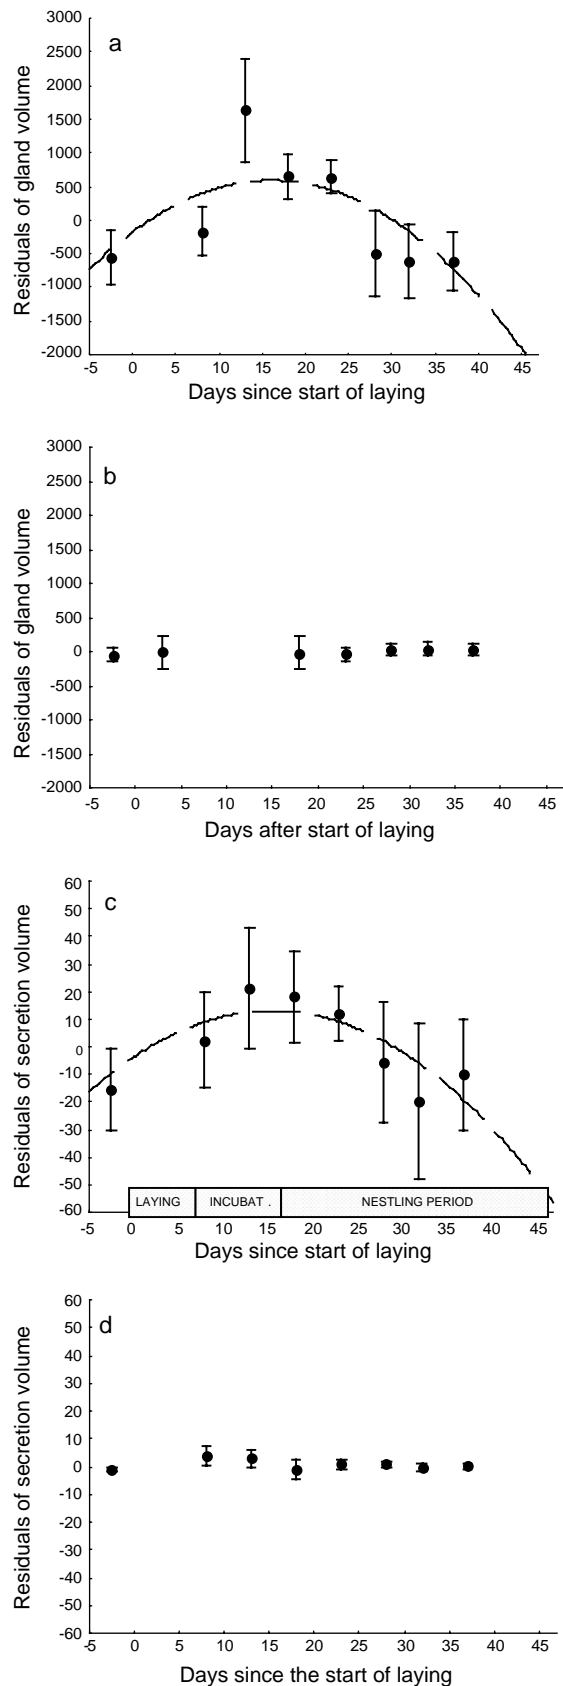 a
Residuals of gland volume
3000
2500
2000
1500
1000
500
0
-500
-1000
-1500
-2000
-5 0 5 10 15 20 25 30 35 40 45
Days since start of laying
b
Residuals of gland volume
3000
2500
2000
1500
1000
500
0
-500
-1000
-1500
-2000
-5 0 5 10 15 20 25 30 35 40 45
Days after start of laying
c
Residuals of secretion volume
60
50
40
30
20
10
0
-10
-20
-30
-40
-50
-60
LAYING INCUBAT . NESTLING PERIOD
-5 0 5 10 15 20 25 30 35 40 45
Days since start of laying
d
Residuals of secretion volume
60
50
40
30
20
10
0
-10
-20
-30
-40
-50
-60
-5 0 5 10 15 20 25 30 35 40 45
Days since the start of laying